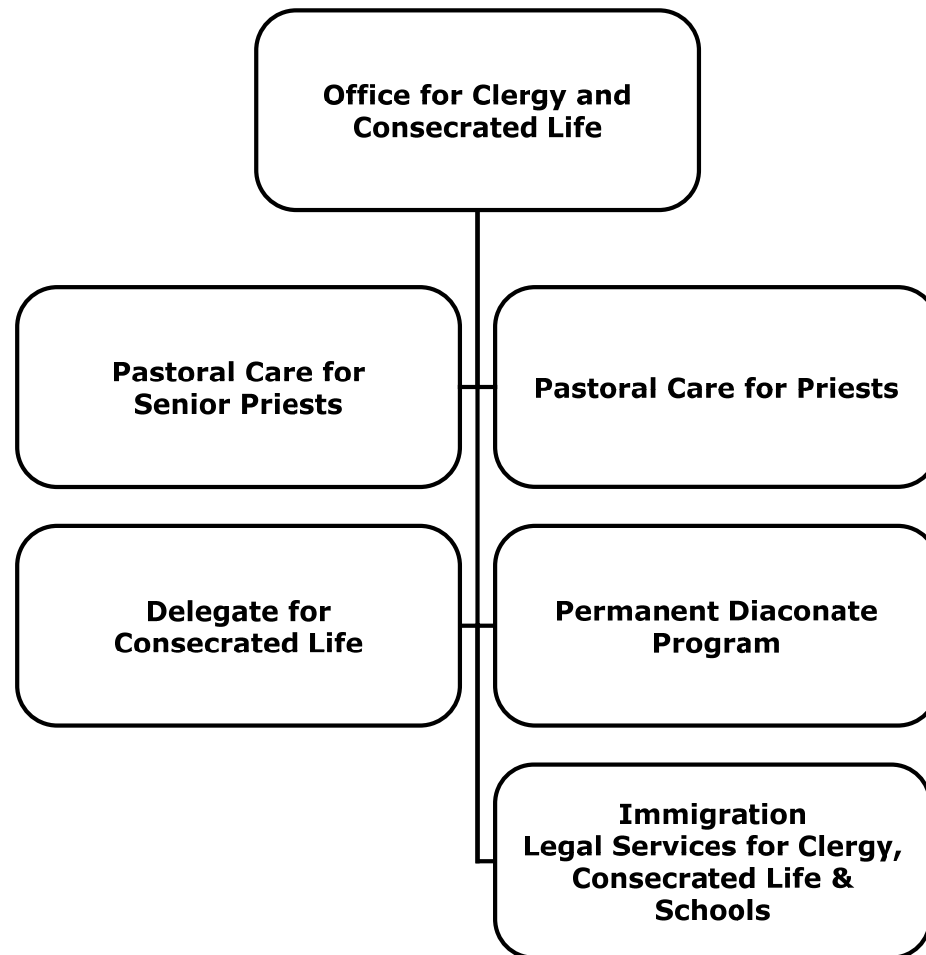 Office for Clergy and
Consecrated Life
Pastoral Care for
Senior Priests
Pastoral Care for Priests
Delegate for
Consecrated Life
Permanent Diaconate
Program
Immigration
Legal Services for Clergy,
Consecrated Life &
Schools